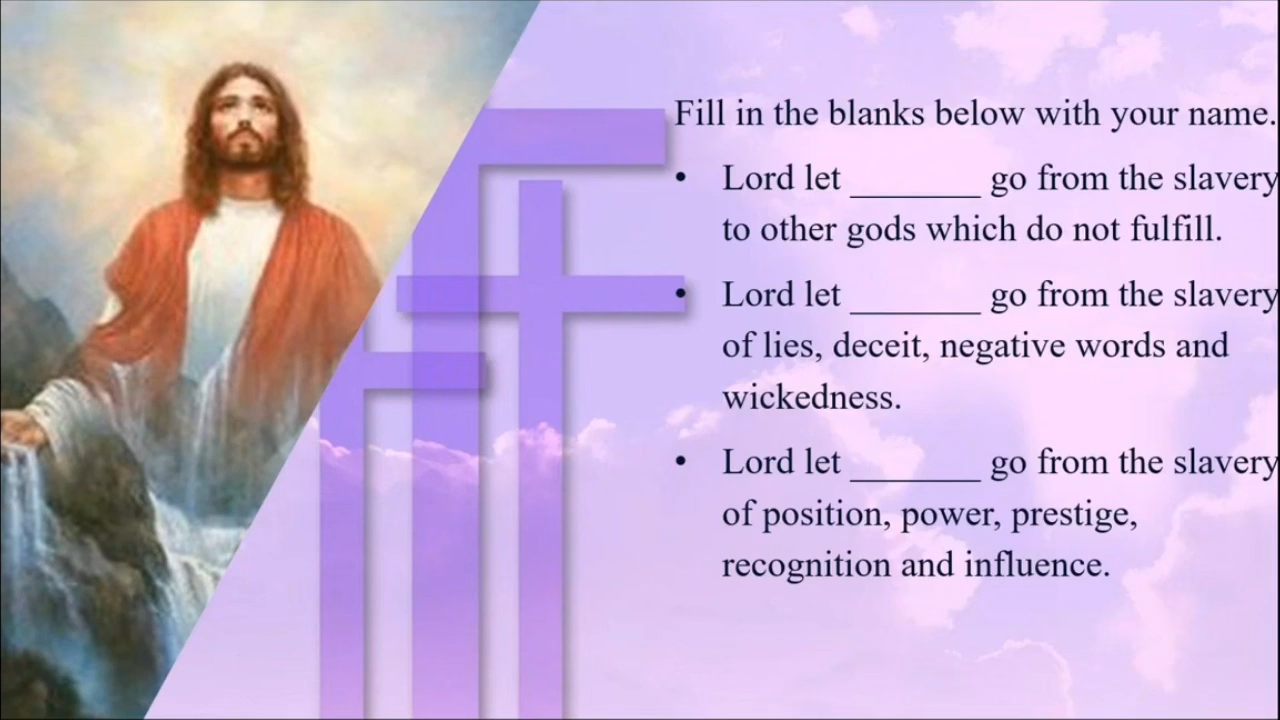 Fill in the blanks below with your name.
• Lord let _______ go from the slavery
to other gods which do not fulfill.
• Lord let _______ go from the slavery
of lies, deceit, negative words and
wickedness.
• Lord let _______ go from the slavery
of position, power, prestige,
recognition and influence.